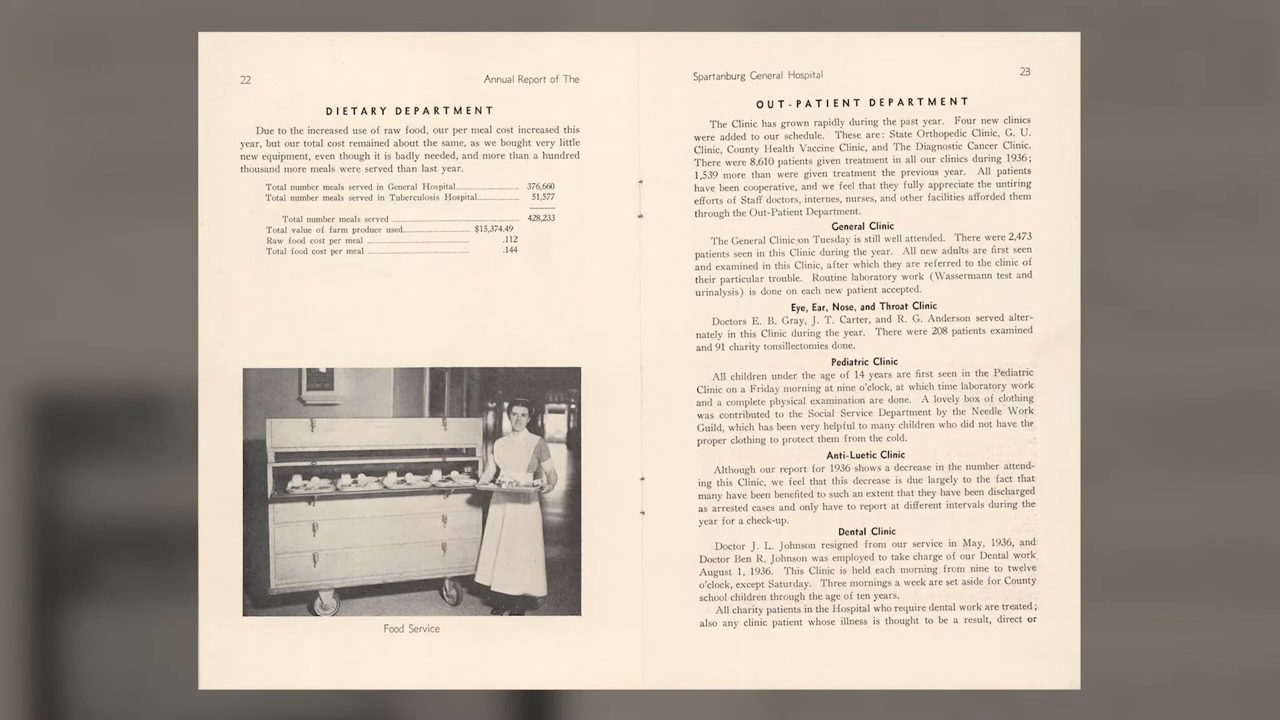 22
Annual Report of The
DIETARY DEPARTMENT
Due to the increased use of raw food, our per meal cost increased this
year, but our total cost remained about the same, as we bought very little
new equipment, even though it is badly needed, and more than a hundred
thousand more meals were served than last year.
Total number meals served in General Hospital 376,660
Total number meals served in Tuberculosis Hospital 51,577
Total number meals served 428,233
Total value of farm produce used $15,374.49
Raw food cost per meal .112
Total food cost per meal .144
Food Service
Spartanburg General Hospital
23
OUT-PATIENT DEPARTMENT
The Clinic has grown rapidly during the past year. Four new clinics
were added to our schedule. These are: State Orthopedic Clinic, G. U.
Clinic, County Health Vaccine Clinic, and The Diagnostic Cancer Clinic.
There were 8,610 patients given treatment in all our clinics during 1936;
1,539 more than were given treatment the previous year. All patients
have been cooperative, and we feel that they fully appreciate the untiring
efforts of Staff doctors, internes, nurses, and other facilities afforded them
through the Out-Patient Department.
General Clinic
The General Clinic on Tuesday is still well attended. There were 2,473
patients seen in this Clinic during the year. All new adults are first seen
and examined in this Clinic, after which they are referred to the clinic of
their particular trouble. Routine laboratory work (Wassermann test and
urinalysis) is done on each new patient accepted.
Eye, Ear, Nose, and Throat Clinic
Doctors E. B. Gray, J. T. Carter, and R. G. Anderson served alter-
nately in this Clinic during the year. There were 208 patients examined
and 91 charity tonsillectomies done.
Pediatric Clinic
All children under the age of 14 years are first seen in the Pediatric
Clinic on a Friday morning at nine o'clock, at which time laboratory work
and a complete physical examination are done. A lovely box of clothing
was contributed to the Social Service Department by the Needle Work
Guild, which has been very helpful to many children who did not have the
proper clothing to protect them from the cold.
Anti-Luetic Clinic
Although our report for 1936 shows a decrease in the number attend-
ing this Clinic, we feel that this decrease is due largely to the fact that
many have been benefited to such an extent that they have been discharged
as arrested cases and only have to report at different intervals during the
year for a check-up.
Dental Clinic
Doctor J. L. Johnson resigned from our service in May, 1936, and
Doctor Ben R. Johnson was employed to take charge of our Dental work
August 1, 1936. This Clinic is held each morning from nine to twelve
o'clock, except Saturday. Three mornings a week are set aside for County
school children through the age of ten years.
All charity patients in the Hospital who require dental work are treated;
also any clinic patient whose illness is thought to be a result, direct or